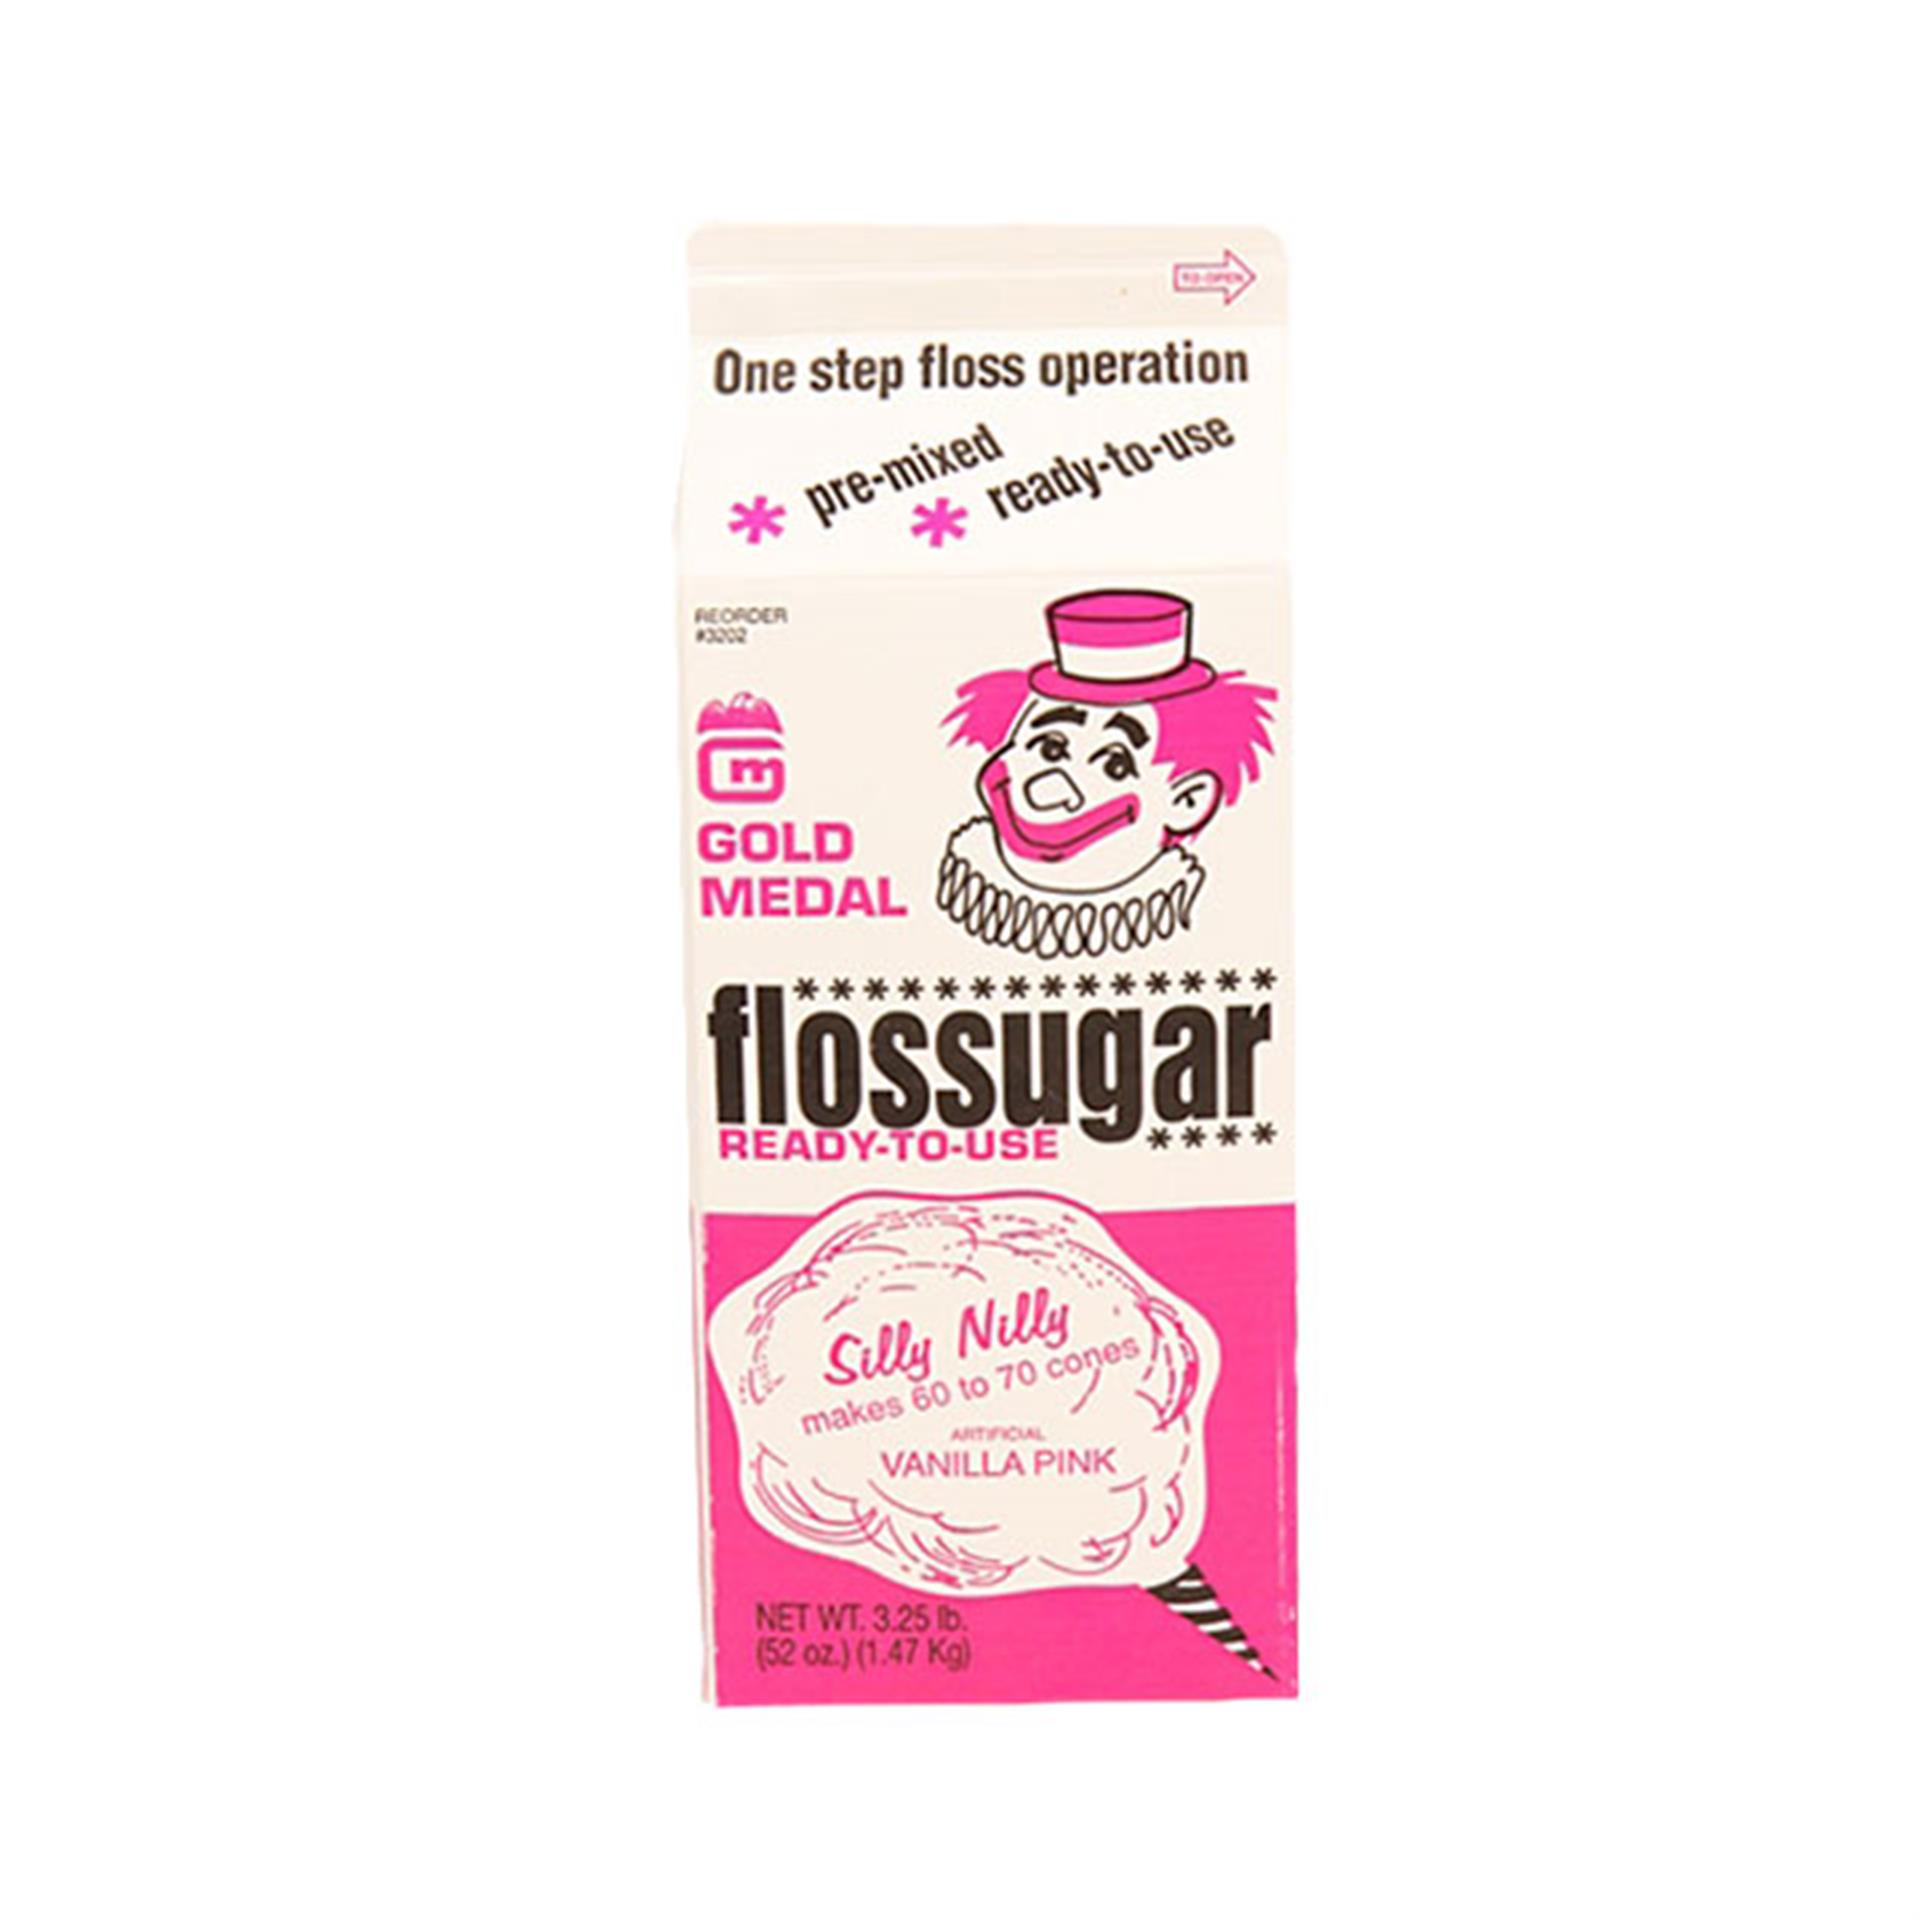 TO OPEN
One step floss operation
* pre-mixed
* ready-to-use
REORDER
#3202
Gm
GOLD
MEDAL
**************
flossugar
READY-TO-USE ****
Silly Nilly
makes 60 to 70 cones
ARTIFICIAL
VANILLA PINK
NET WT. 3.25 lb.
(52 oz.) (1.47 Kg)